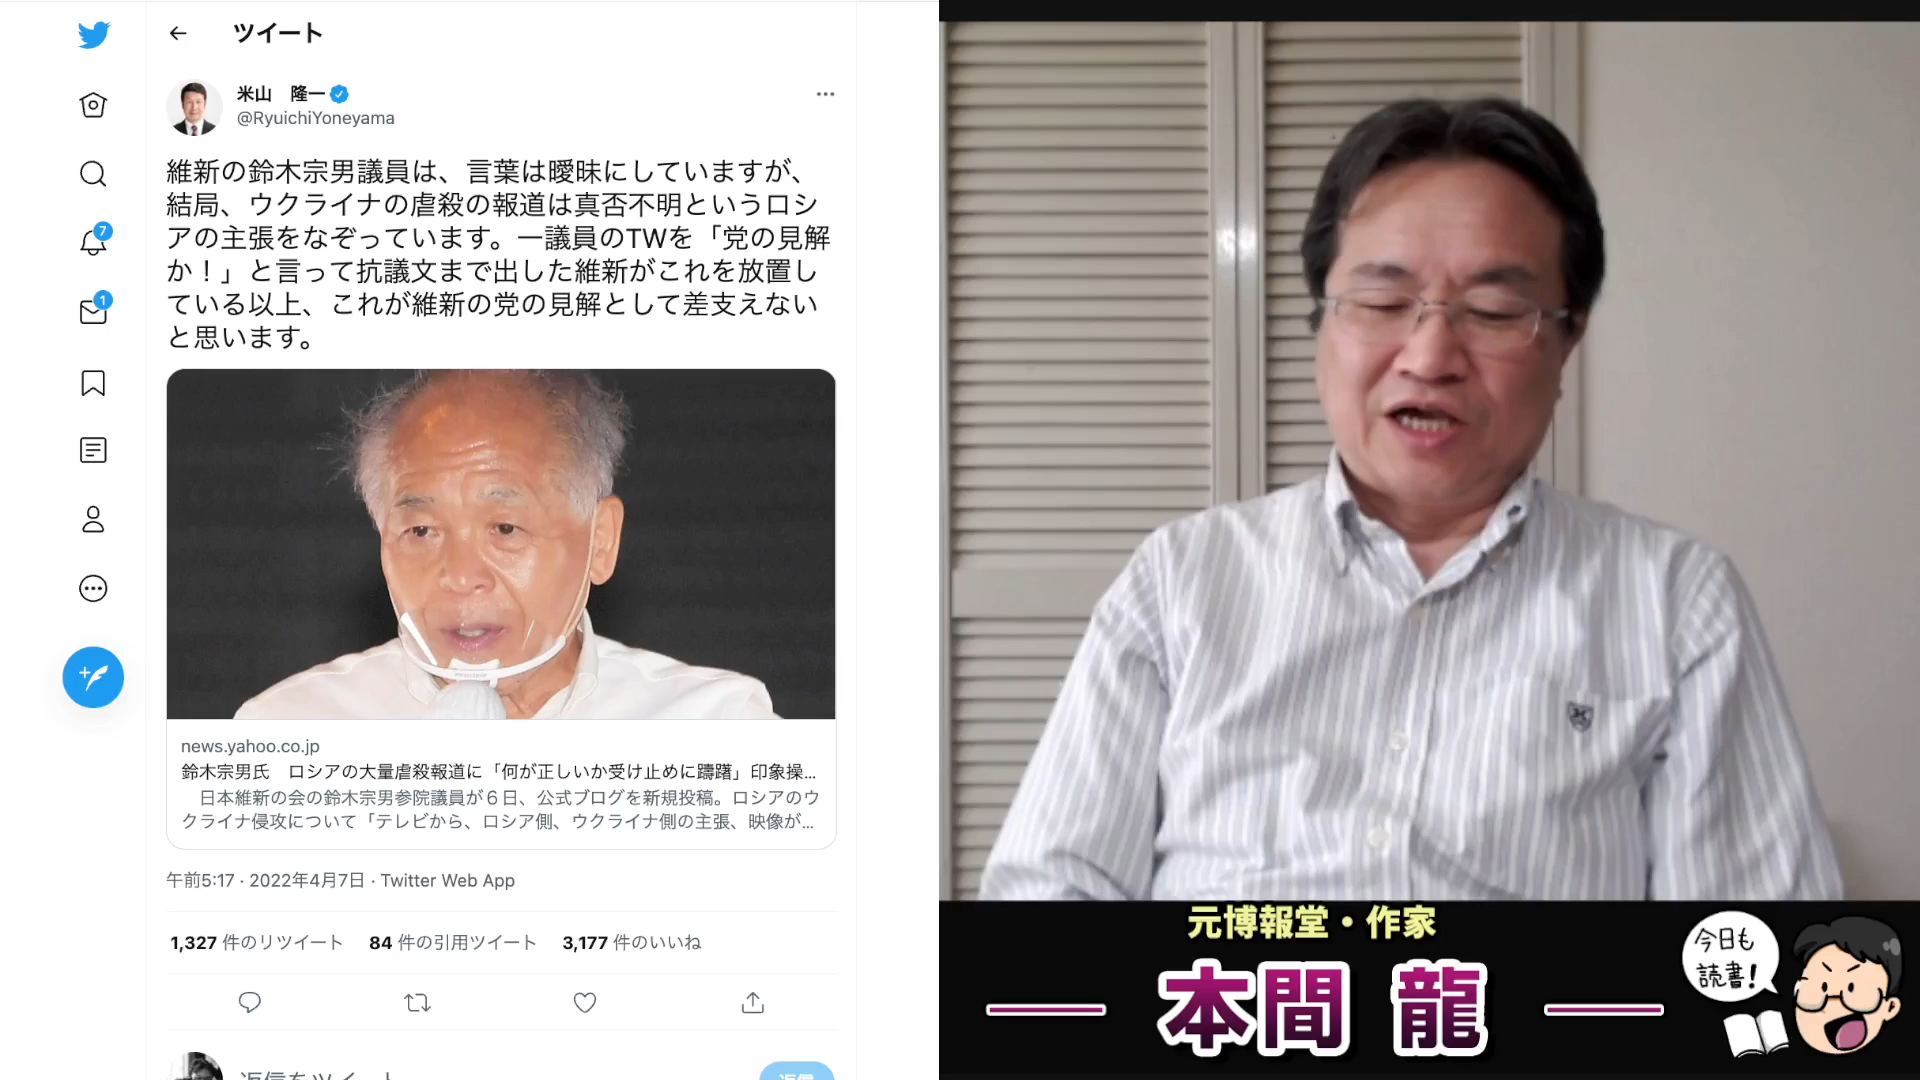 ツイート
米山　隆一
@RyuichiYoneyama
維新の鈴木宗男議員は、言葉は曖昧にしていますが、
結局、ウクライナの虐殺の報道は真否不明というロシ
アの主張をなぞっています。一議員のTWを「党の見解
か！」と言って抗議文まで出した維新がこれを放置し
ている以上、これが維新の党の見解として差支えない
と思います。
7
1
news.yahoo.co.jp
鈴木宗男氏　ロシアの大量虐殺報道に「何が正しいか受け止めに躊躇」印象操...
日本維新の会の鈴木宗男参院議員が６日、公式ブログを新規投稿。ロシアのウ
クライナ侵攻について「テレビから、ロシア側、ウクライナ側の主張、映像が...
午前5:17 · 2022年4月7日 · Twitter Web App
1,327 件のリツイート 84 件の引用ツイート 3,177 件のいいね
返信をツイート
返信
元博報堂・作家
本間 龍
今日も
読書!